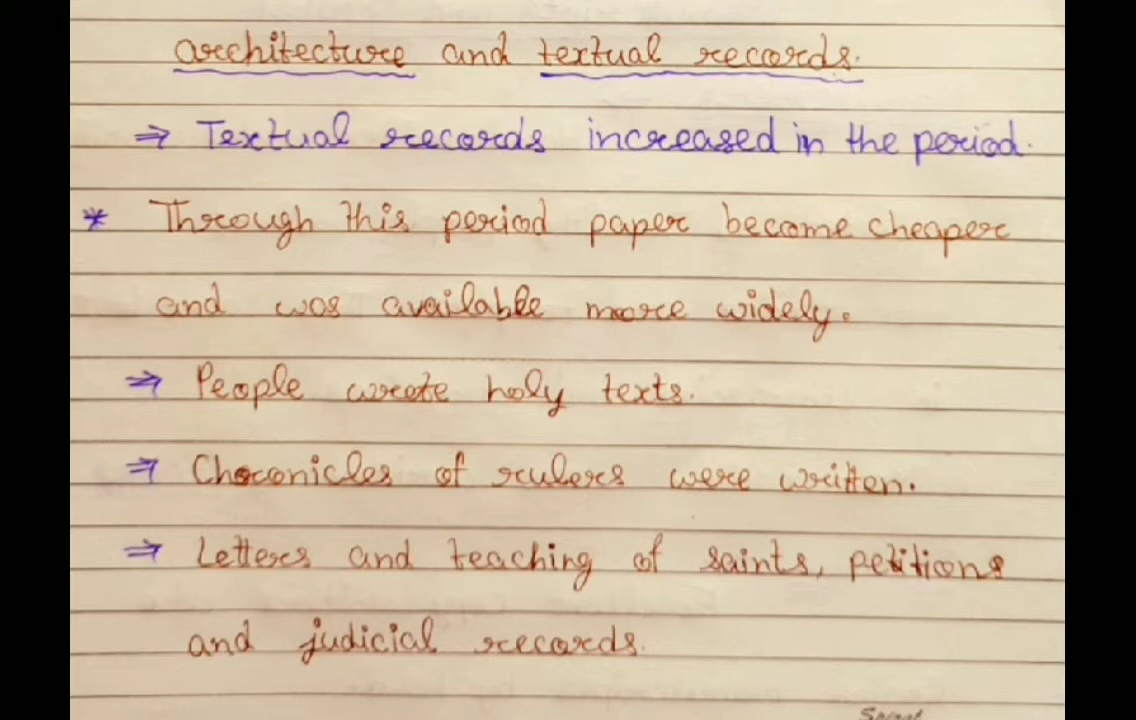 architecture and textual records.
⇒ Textual records increased in the period.
* Through this period paper become cheaper
and was available more widely.
⇒ People wrote holy texts.
⇒ Chronicles of rulers were written.
⇒ Letters and teaching of saints, petitions
and judicial records.